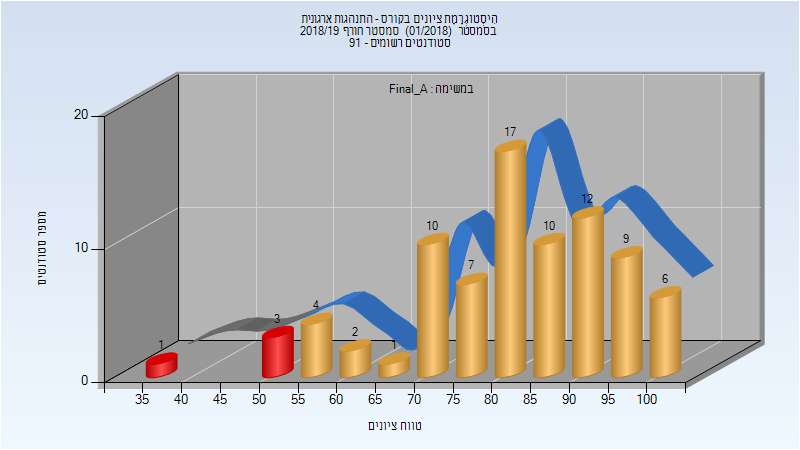 היסטוגרמת ציונים בקורס - התנהגות ארגונית
בסמסטר (01/2018) סמסטר חורף 2018/19
סטודנטים רשומים - 91
במשימה : Final_A
מספר סטודנטים
20
10
0
1
3
4
2
1
10
7
17
10
12
9
6
35 40 45 50 55 60 65 70 75 80 85 90 95 100
טווח ציונים